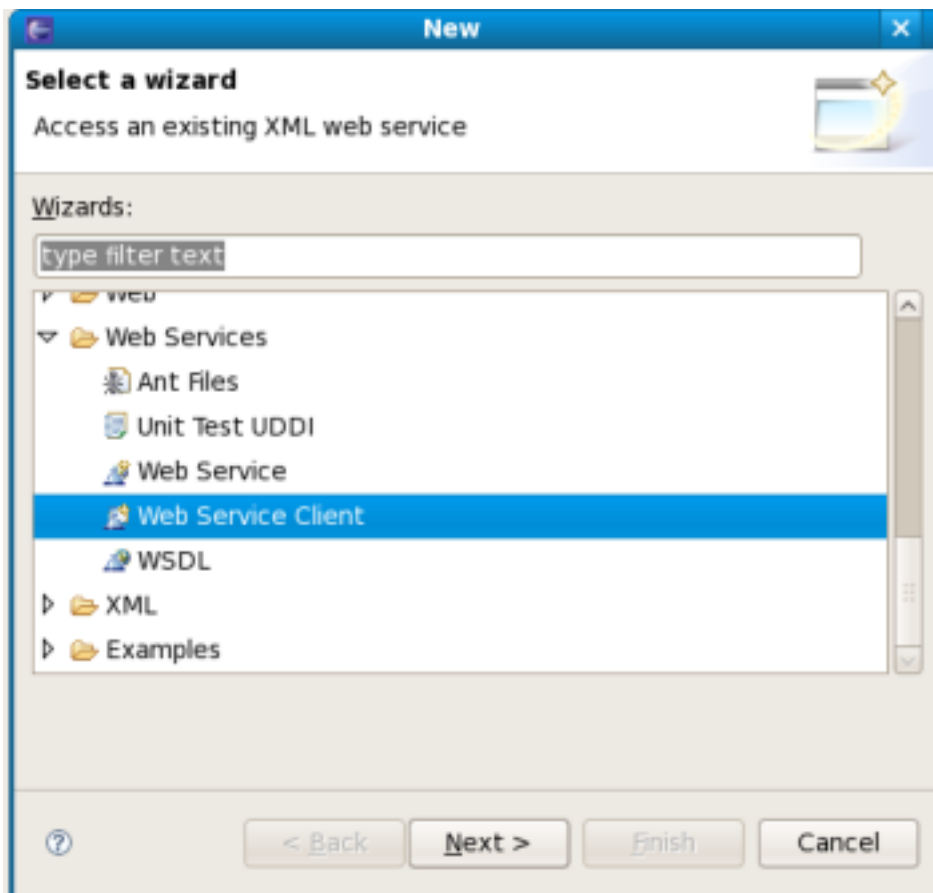 New
Select a wizard
Access an existing XML web service
Wizards:
type filter text
Web
Web Services
Ant Files
Unit Test UDDI
Web Service
Web Service Client
WSDL
XML
Examples
< Back
Next >
Finish
Cancel